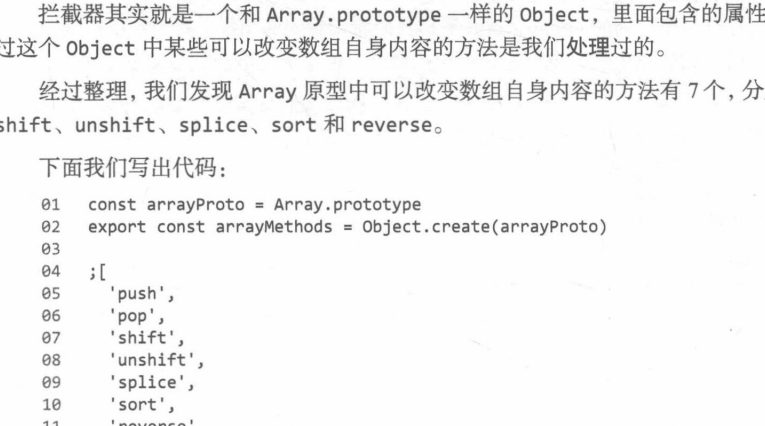 拦截器其实就是一个和 Array.prototype 一样的 Object，里面包含的属性
过这个 Object 中某些可以改变数组自身内容的方法是我们处理过的。
经过整理，我们发现 Array 原型中可以改变数组自身内容的方法有 7 个，分
shift、unshift、splice、sort 和 reverse。
下面我们写出代码：
01 const arrayProto = Array.prototype
02 export const arrayMethods = Object.create(arrayProto)
03
04 ;[
05 'push',
06 'pop',
07 'shift',
08 'unshift',
09 'splice',
10 'sort',
11 'reverse'